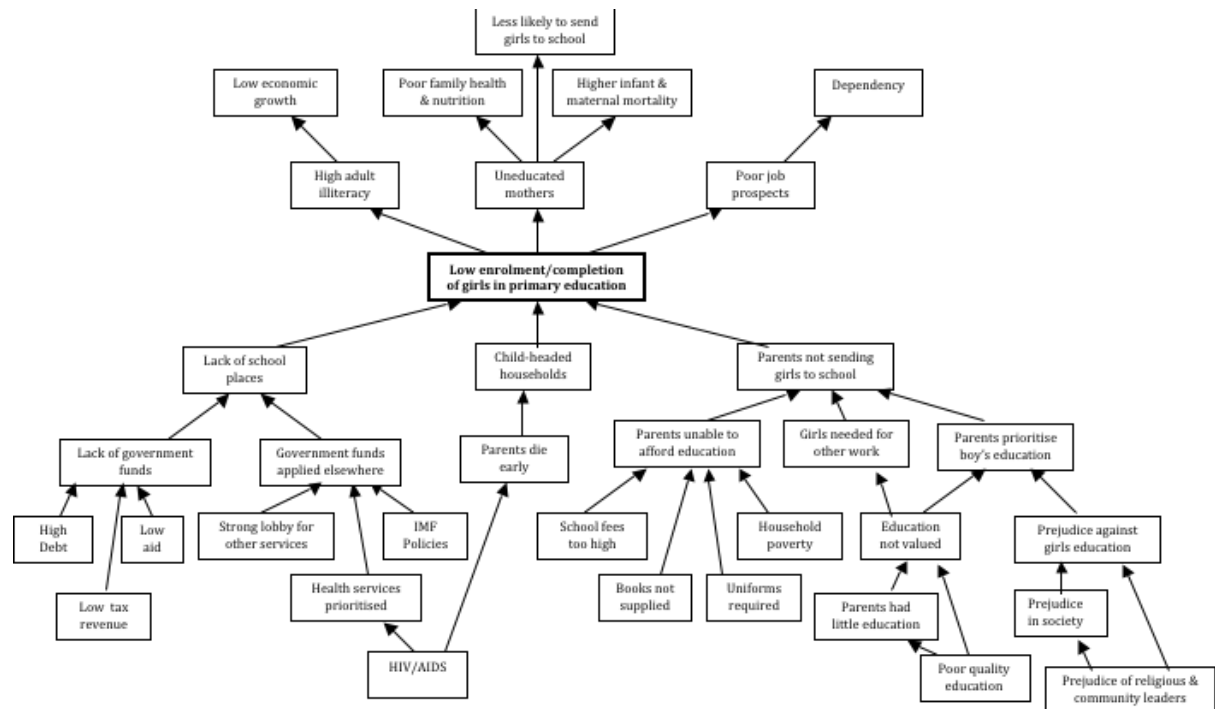 Less likely to send
girls to school
Low economic
growth
Poor family health
& nutrition
Higher infant &
maternal mortality
Dependency
High adult
illiteracy
Uneducated
mothers
Poor job
prospects
Low enrolment/completion
of girls in primary education
Lack of school
places
Child-headed
households
Parents not sending
girls to school
Lack of government
funds
Government funds
applied elsewhere
Parents die
early
Parents unable to
afford education
Girls needed for
other work
Parents prioritise
boy's education
High
Debt
Low
aid
Strong lobby for
other services
IMF
Policies
School fees
too high
Household
poverty
Education
not valued
Prejudice against
girls education
Low tax
revenue
Health services
prioritised
Books not
supplied
Uniforms
required
Parents had
little education
Prejudice
in society
HIV/AIDS
Poor quality
education
Prejudice of religious &
community leaders